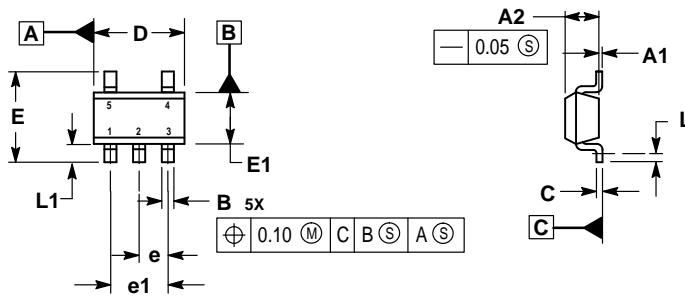 A
D
B
A2
— 0.05 Ⓢ
A1
E
5 4
1 2 3
E1
L
L1
B 5X
C
⌖ 0.10 Ⓜ C B Ⓢ A Ⓢ
C
e
e1